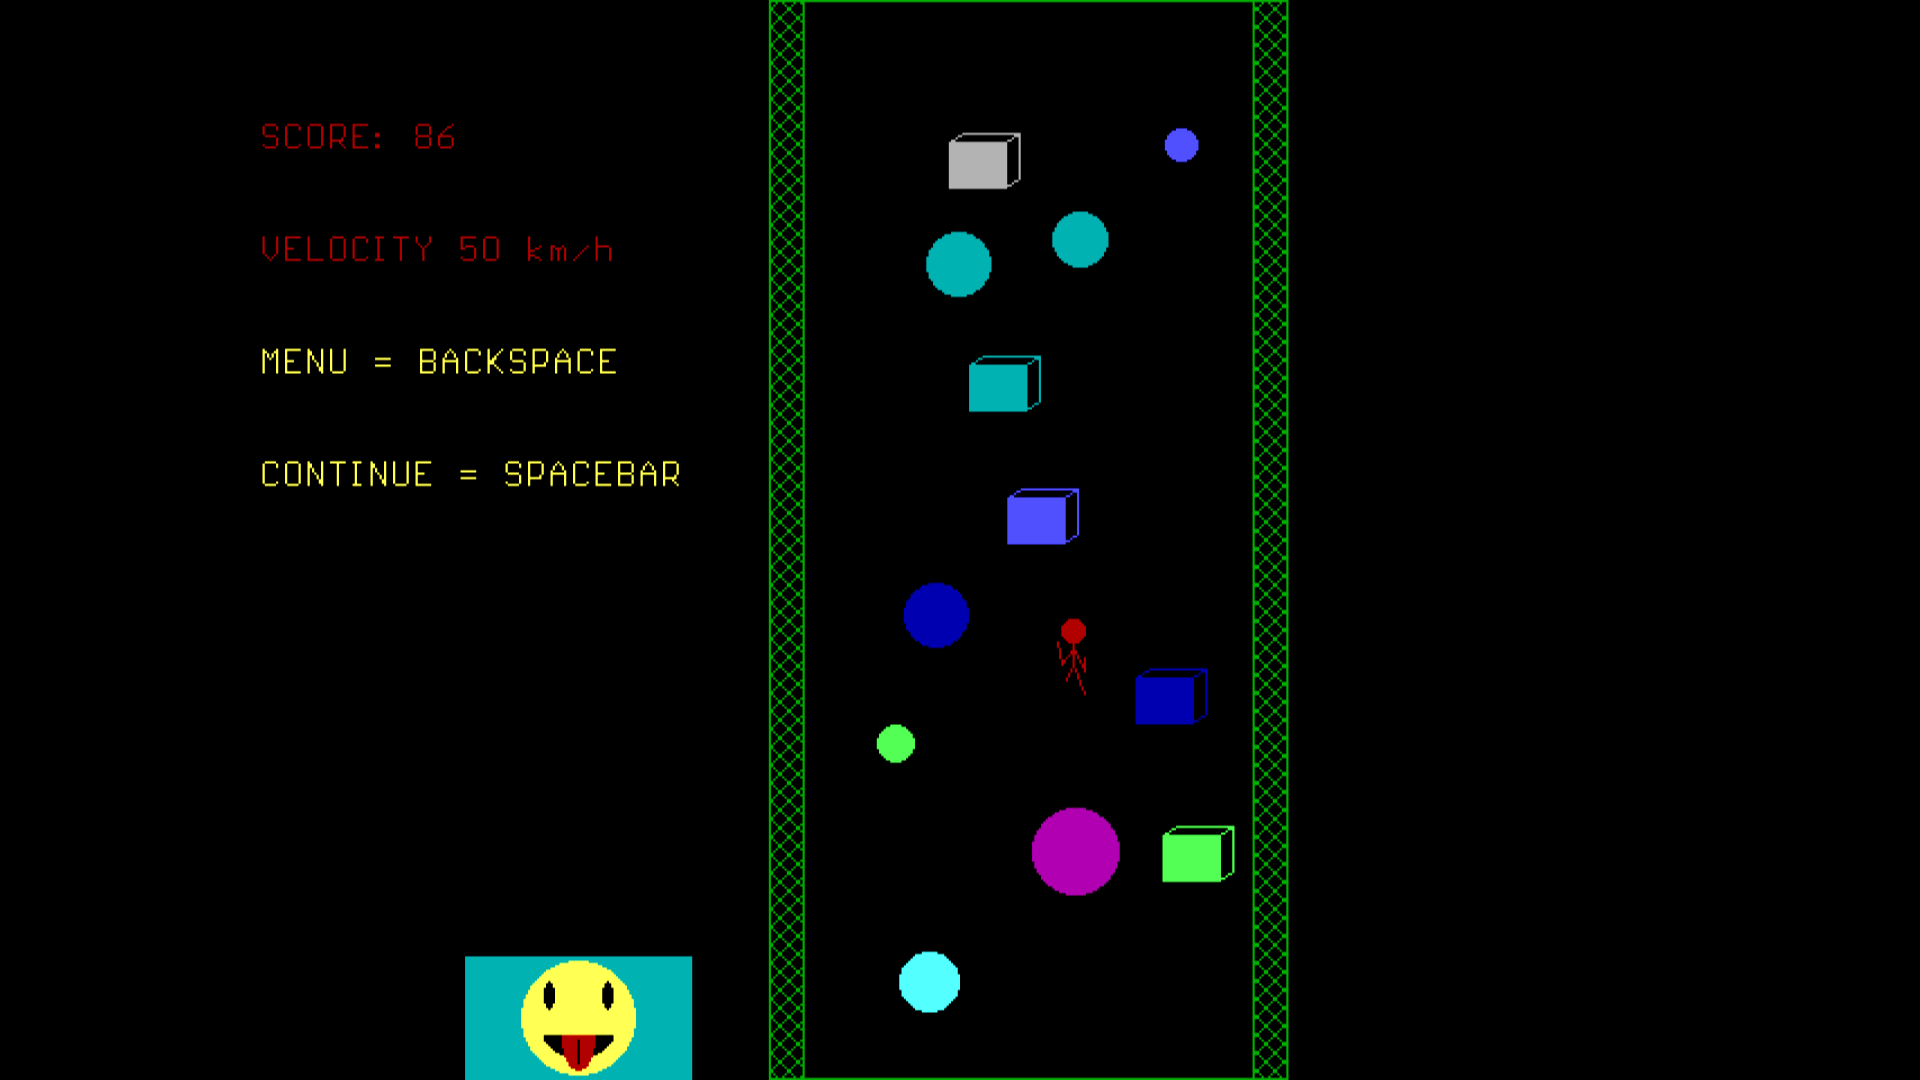 SCORE: 86
VELOCITY 50 km/h
MENU = BACKSPACE
CONTINUE = SPACEBAR